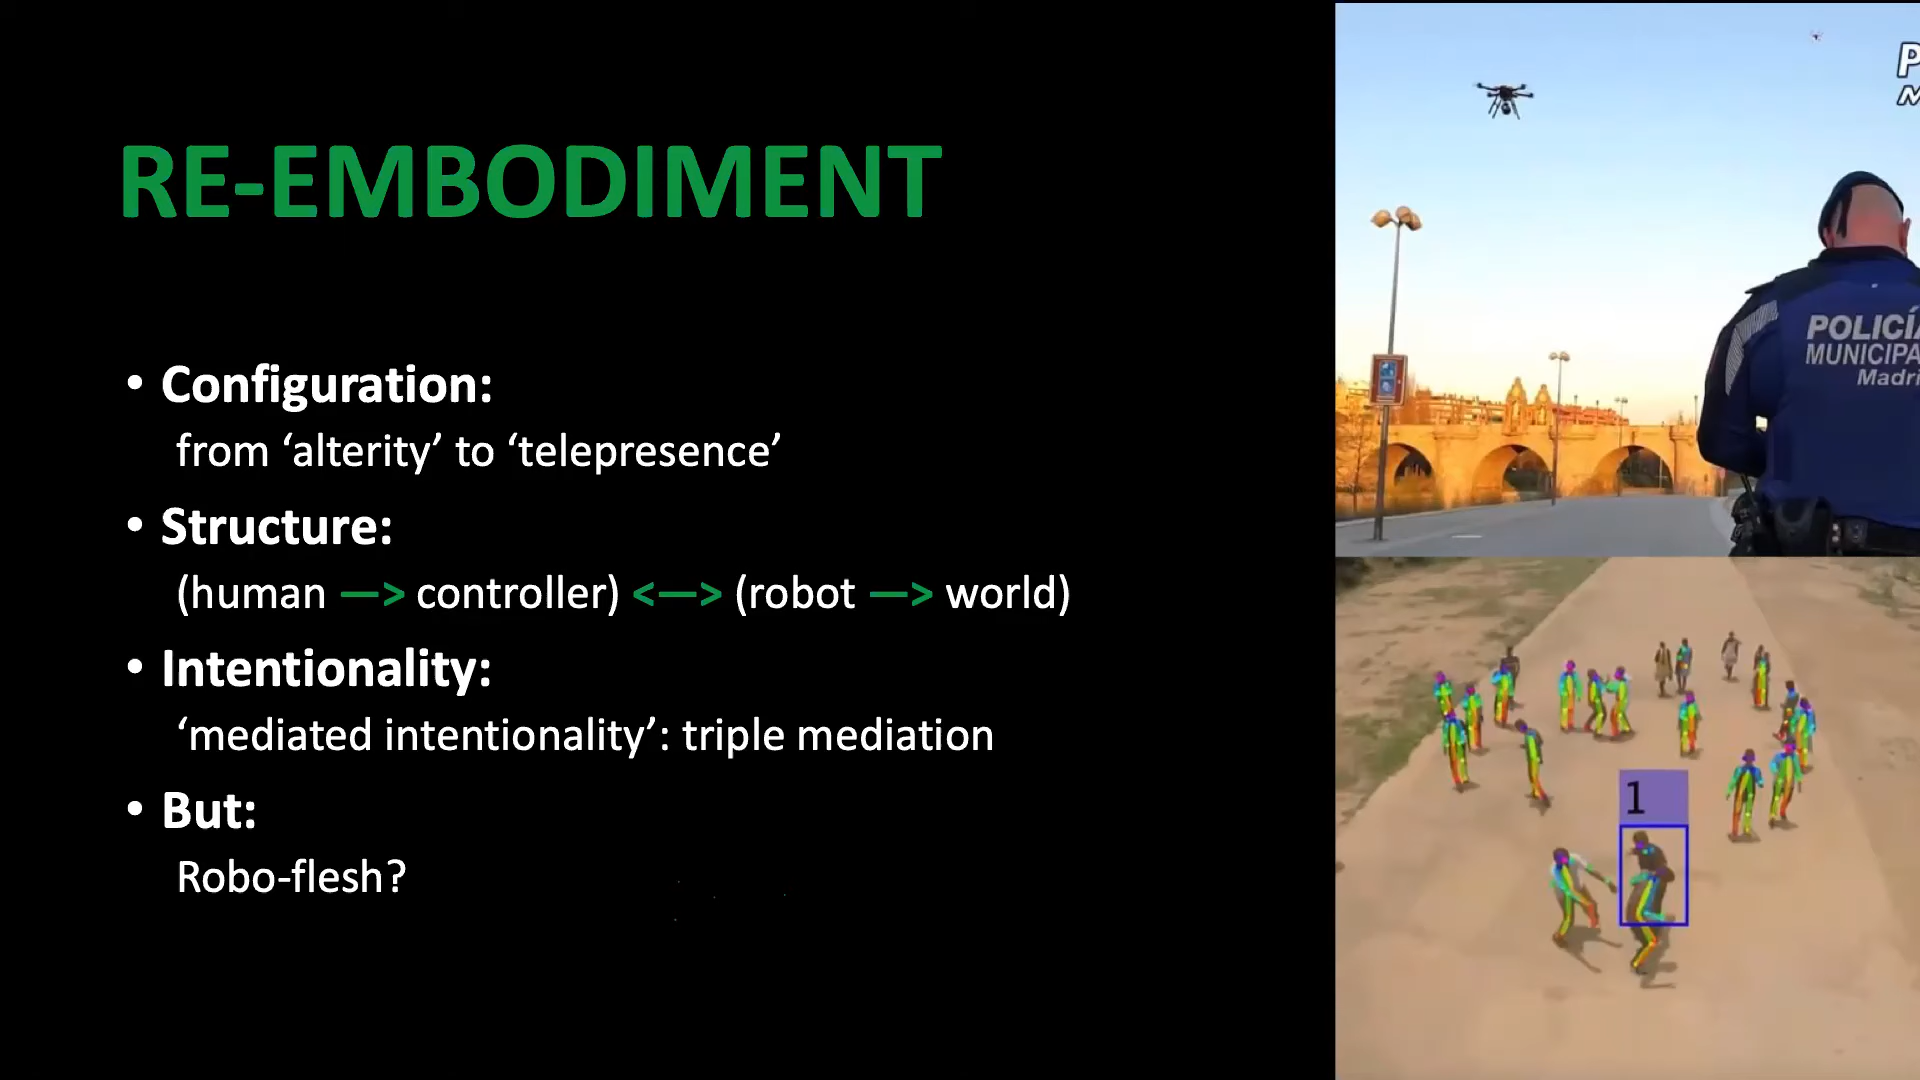 RE-EMBODIMENT
• Configuration:
from ‘alterity’ to ‘telepresence’
• Structure:
(human —> controller) <—> (robot —> world)
• Intentionality:
‘mediated intentionality’: triple mediation
• But:
Robo-flesh?
P
M
POLICÍA
MUNICIPA
Madri
1